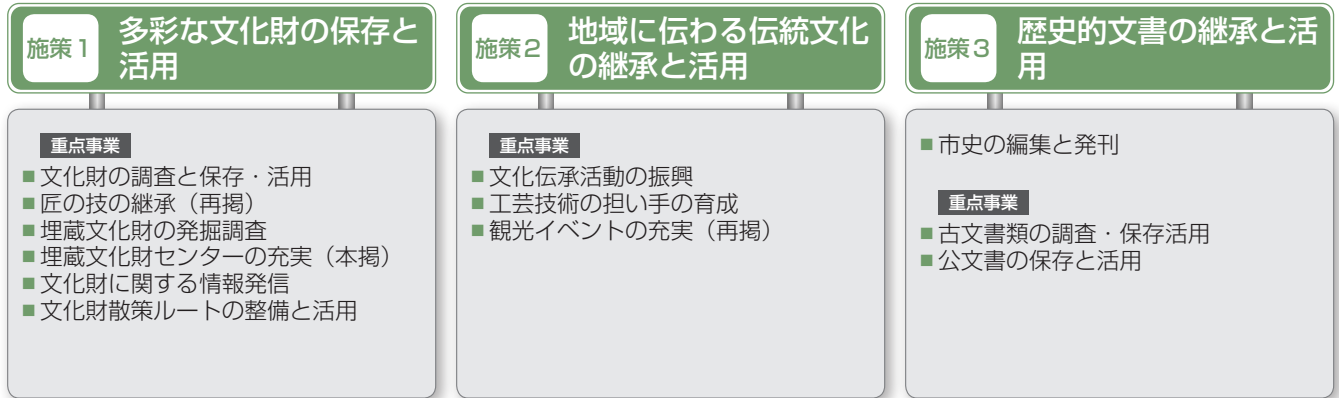 施策1
多彩な文化財の保存と
活用
重点事業
■文化財の調査と保存・活用
■匠の技の継承（再掲）
■埋蔵文化財の発掘調査
■埋蔵文化財センターの充実（本掲）
■文化財に関する情報発信
■文化財散策ルートの整備と活用
施策2
地域に伝わる伝統文化
の継承と活用
重点事業
■文化伝承活動の振興
■工芸技術の担い手の育成
■観光イベントの充実（再掲）
施策3
歴史的文書の継承と活
用
■市史の編集と発刊
重点事業
■古文書類の調査・保存活用
■公文書の保存と活用